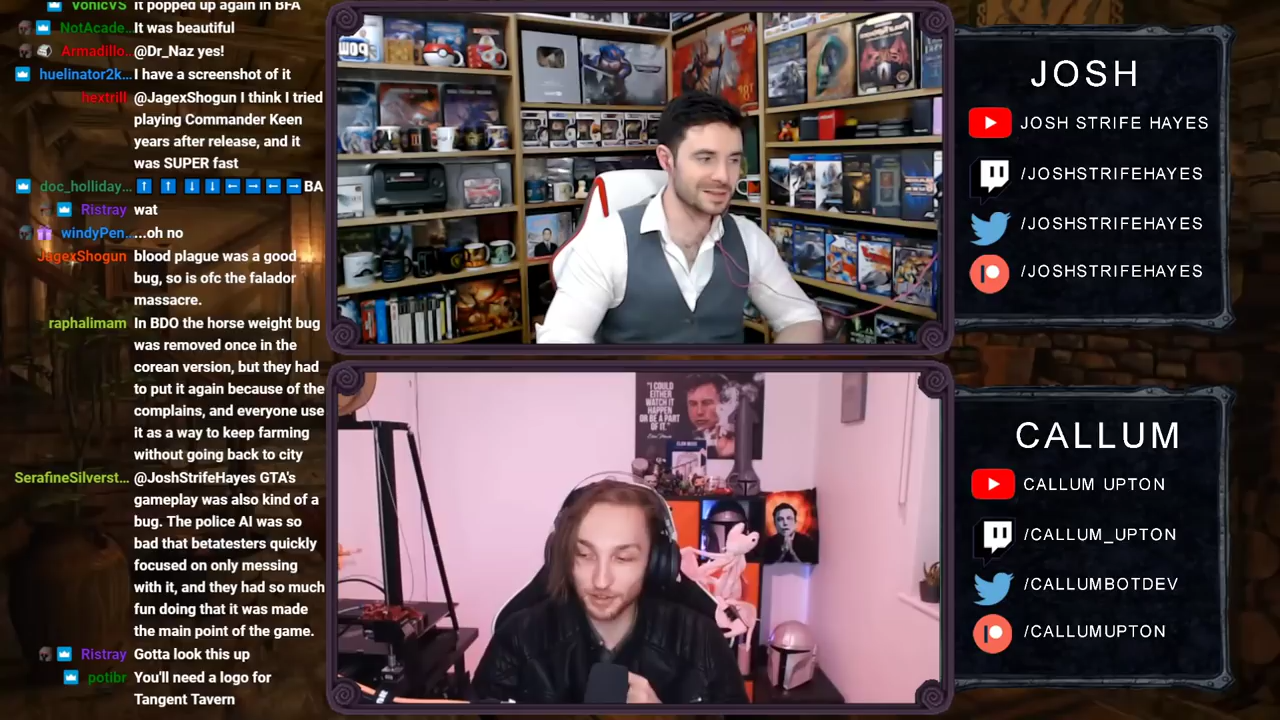 VonicVS It popped up again in BFA
NotAcade... It was beautiful
Armadillo... @Dr_Naz yes!
huelinator2k... I have a screenshot of it
hextrill @JagexShogun I think I tried
playing Commander Keen
years after release, and it
was SUPER fast
doc_holliday... ⬆⬆⬇⬇⬅➡⬅➡BA
Ristray wat
windyPen... ...oh no
JagexShogun blood plague was a good
bug, so is ofc the falador
massacre.
raphalimam In BDO the horse weight bug
was removed once in the
corean version, but they had
to put it again because of the
complains, and everyone use
it as a way to keep farming
without going back to city
SerafineSilverst... @JoshStrifeHayes GTA's
gameplay was also kind of a
bug. The police AI was so
bad that betatesters quickly
focused on only messing
with it, and they had so much
fun doing that it was made
the main point of the game.
Ristray Gotta look this up
potibr You'll need a logo for
Tangent Tavern
"I COULD
EITHER
WATCH IT
HAPPEN
OR BE A PART
OF IT."
JOSH
JOSH STRIFE HAYES
/JOSHSTRIFEHAYES
/JOSHSTRIFEHAYES
/JOSHSTRIFEHAYES
CALLUM
CALLUM UPTON
/CALLUM_UPTON
/CALLUMBOTDEV
/CALLUMUPTON